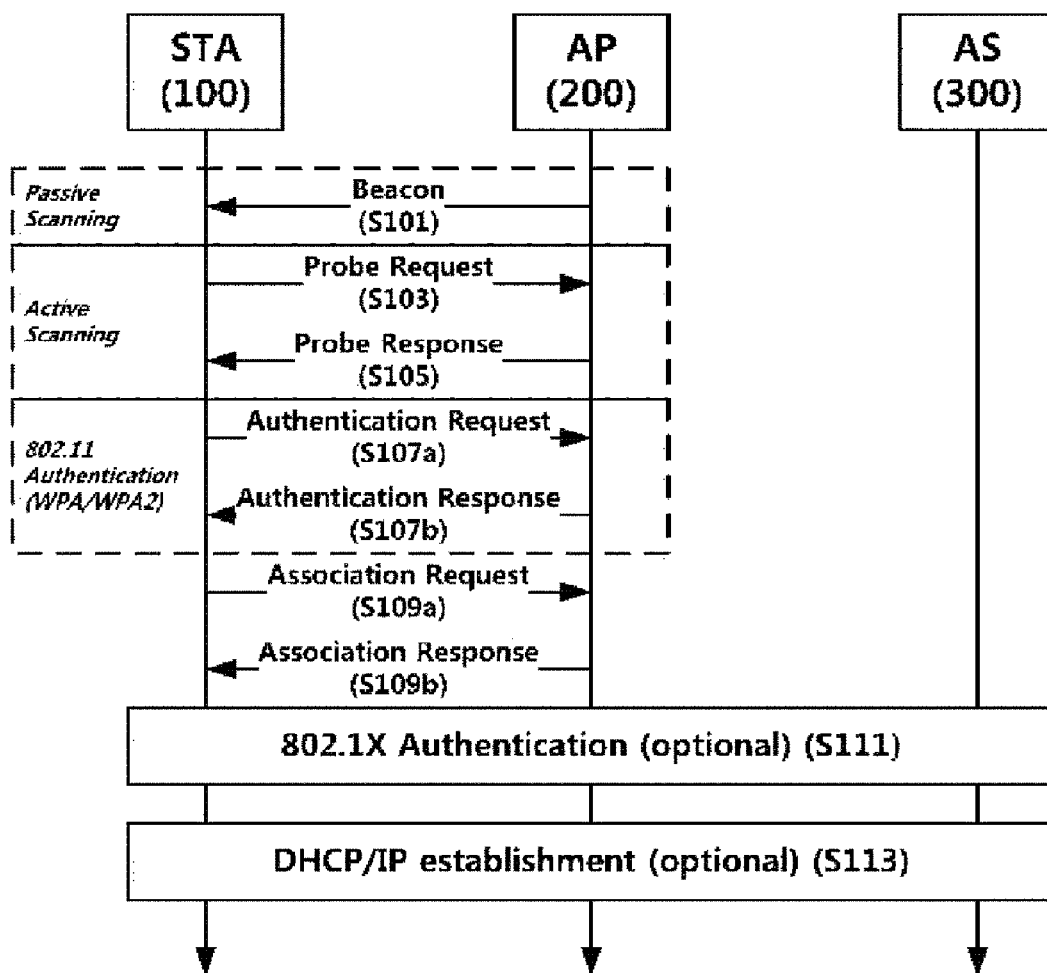 STA
(100)
AP
(200)
AS
(300)
Passive
Scanning
Beacon
(S101)
Active
Scanning
Probe Request
(S103)
Probe Response
(S105)
802.11
Authentication
(WPA/WPA2)
Authentication Request
(S107a)
Authentication Response
(S107b)
Association Request
(S109a)
Association Response
(S109b)
802.1X Authentication (optional) (S111)
DHCP/IP establishment (optional) (S113)